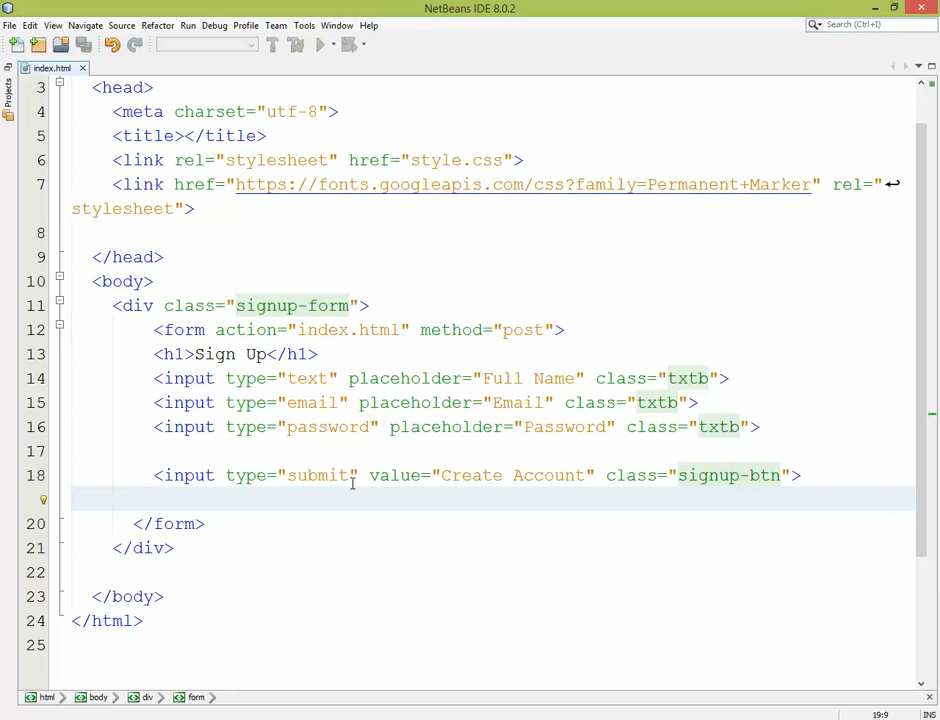 NetBeans IDE 8.0.2
File Edit View Navigate Source Refactor Run Debug Profile Team Tools Window Help
Search (Ctrl+I)
index.html
Projects
3 <head>
4 <meta charset="utf-8">
5 <title></title>
6 <link rel="stylesheet" href="style.css">
7 <link href="https://fonts.googleapis.com/css?family=Permanent+Marker" rel="
stylesheet">
8
9 </head>
10 <body>
11 <div class="signup-form">
12 <form action="index.html" method="post">
13 <h1>Sign Up</h1>
14 <input type="text" placeholder="Full Name" class="txtb">
15 <input type="email" placeholder="Email" class="txtb">
16 <input type="password" placeholder="Password" class="txtb">
17
18 <input type="submit" value="Create Account" class="signup-btn">
20 </form>
21 </div>
22
23 </body>
24 </html>
25
html body div form
19:9 INS